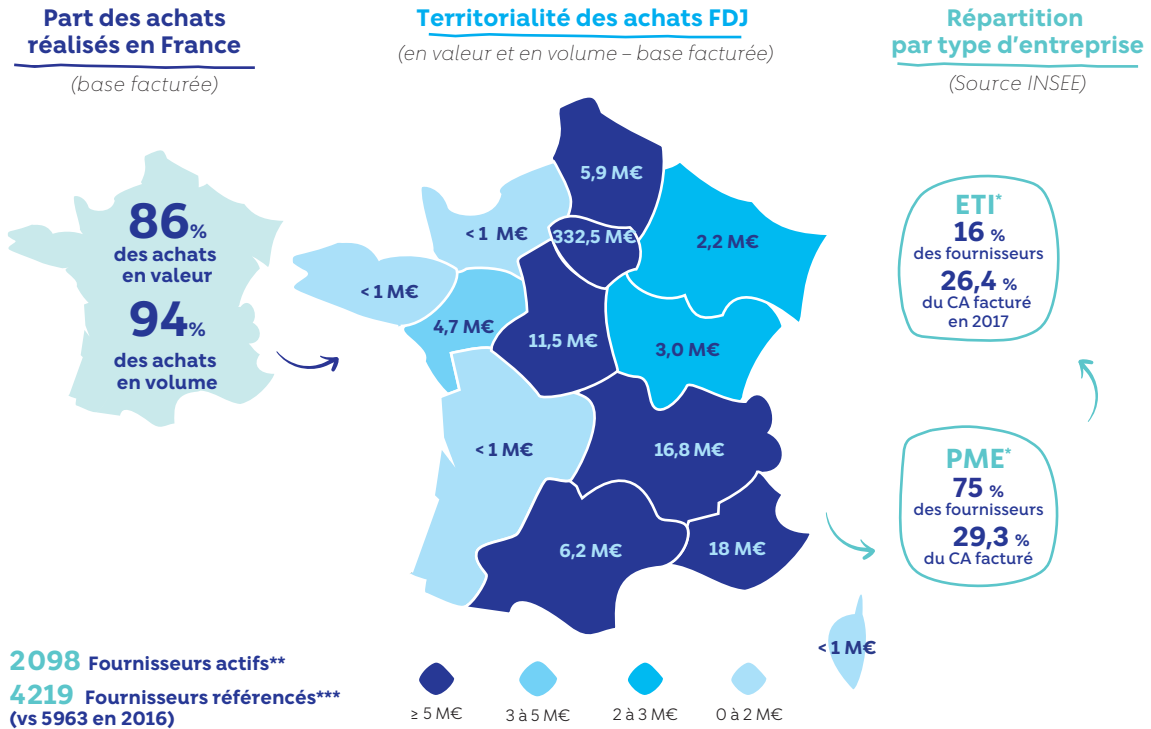 Part des achats
réalisés en France
(base facturée)
86%
des achats
en valeur
94%
des achats
en volume
2098 Fournisseurs actifs**
4219 Fournisseurs référencés***
(vs 5963 en 2016)
Territorialité des achats FDJ
(en valeur et en volume – base facturée)
5,9 M€
< 1 M€
332,5 M€
2,2 M€
< 1 M€
4,7 M€
11,5 M€
3,0 M€
< 1 M€
16,8 M€
6,2 M€
18 M€
< 1 M€
≥ 5 M€
3 à 5 M€
2 à 3 M€
0 à 2 M€
Répartition
par type d’entreprise
(Source INSEE)
ETI*
16 %
des fournisseurs
26,4 %
du CA facturé
en 2017
PME*
75 %
des fournisseurs
29,3 %
du CA facturé